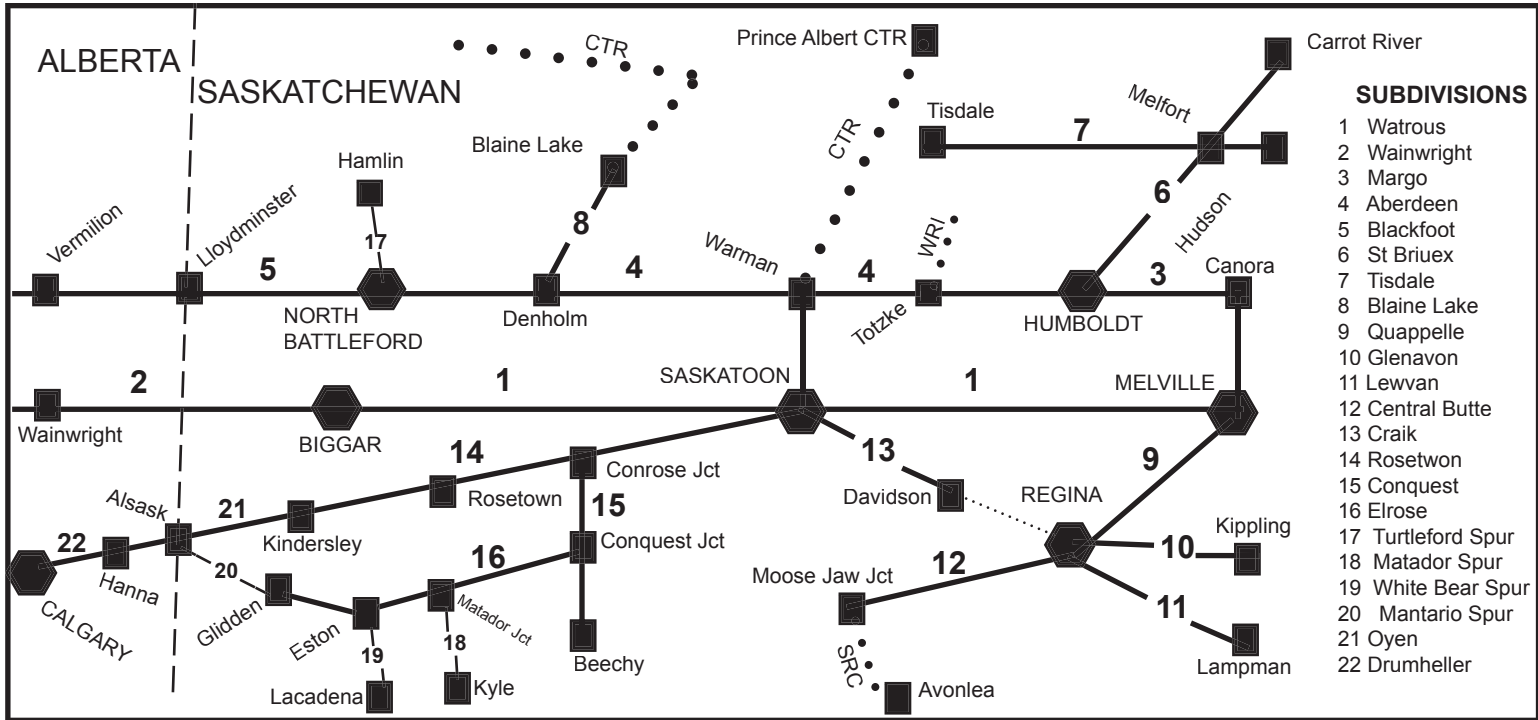 ALBERTA
SASKATCHEWAN
CTR
Prince Albert CTR
Carrot River
SUBDIVISIONS
1 Watrous
2 Wainwright
3 Margo
4 Aberdeen
5 Blackfoot
6 St Briuex
7 Tisdale
8 Blaine Lake
9 Quappelle
10 Glenavon
11 Lewvan
12 Central Butte
13 Craik
14 Rosetwon
15 Conquest
16 Elrose
17 Turtleford Spur
18 Matador Spur
19 White Bear Spur
20 Mantario Spur
21 Oyen
22 Drumheller
Blaine Lake
Hamlin
CTR
Tisdale
7
Melfort
6
Hudson
Vermilion
Lloydminster
5
17
8
4
Warman
4
WRI
3
Canora
NORTH
BATTLEFORD
Denholm
Totzke
HUMBOLDT
2
1
SASKATOON
1
MELVILLE
Wainwright
BIGGAR
14
Conrose Jct
13
9
Alsask
21
Rosetown
15
Davidson
REGINA
22
Hanna
Kindersley
Conquest Jct
10
Kippling
20
16
12
Moose Jaw Jct
CALGARY
Glidden
Eston
Matador Jct
11
19
18
Beechy
SRC
Lampman
Lacadena
Kyle
Avonlea